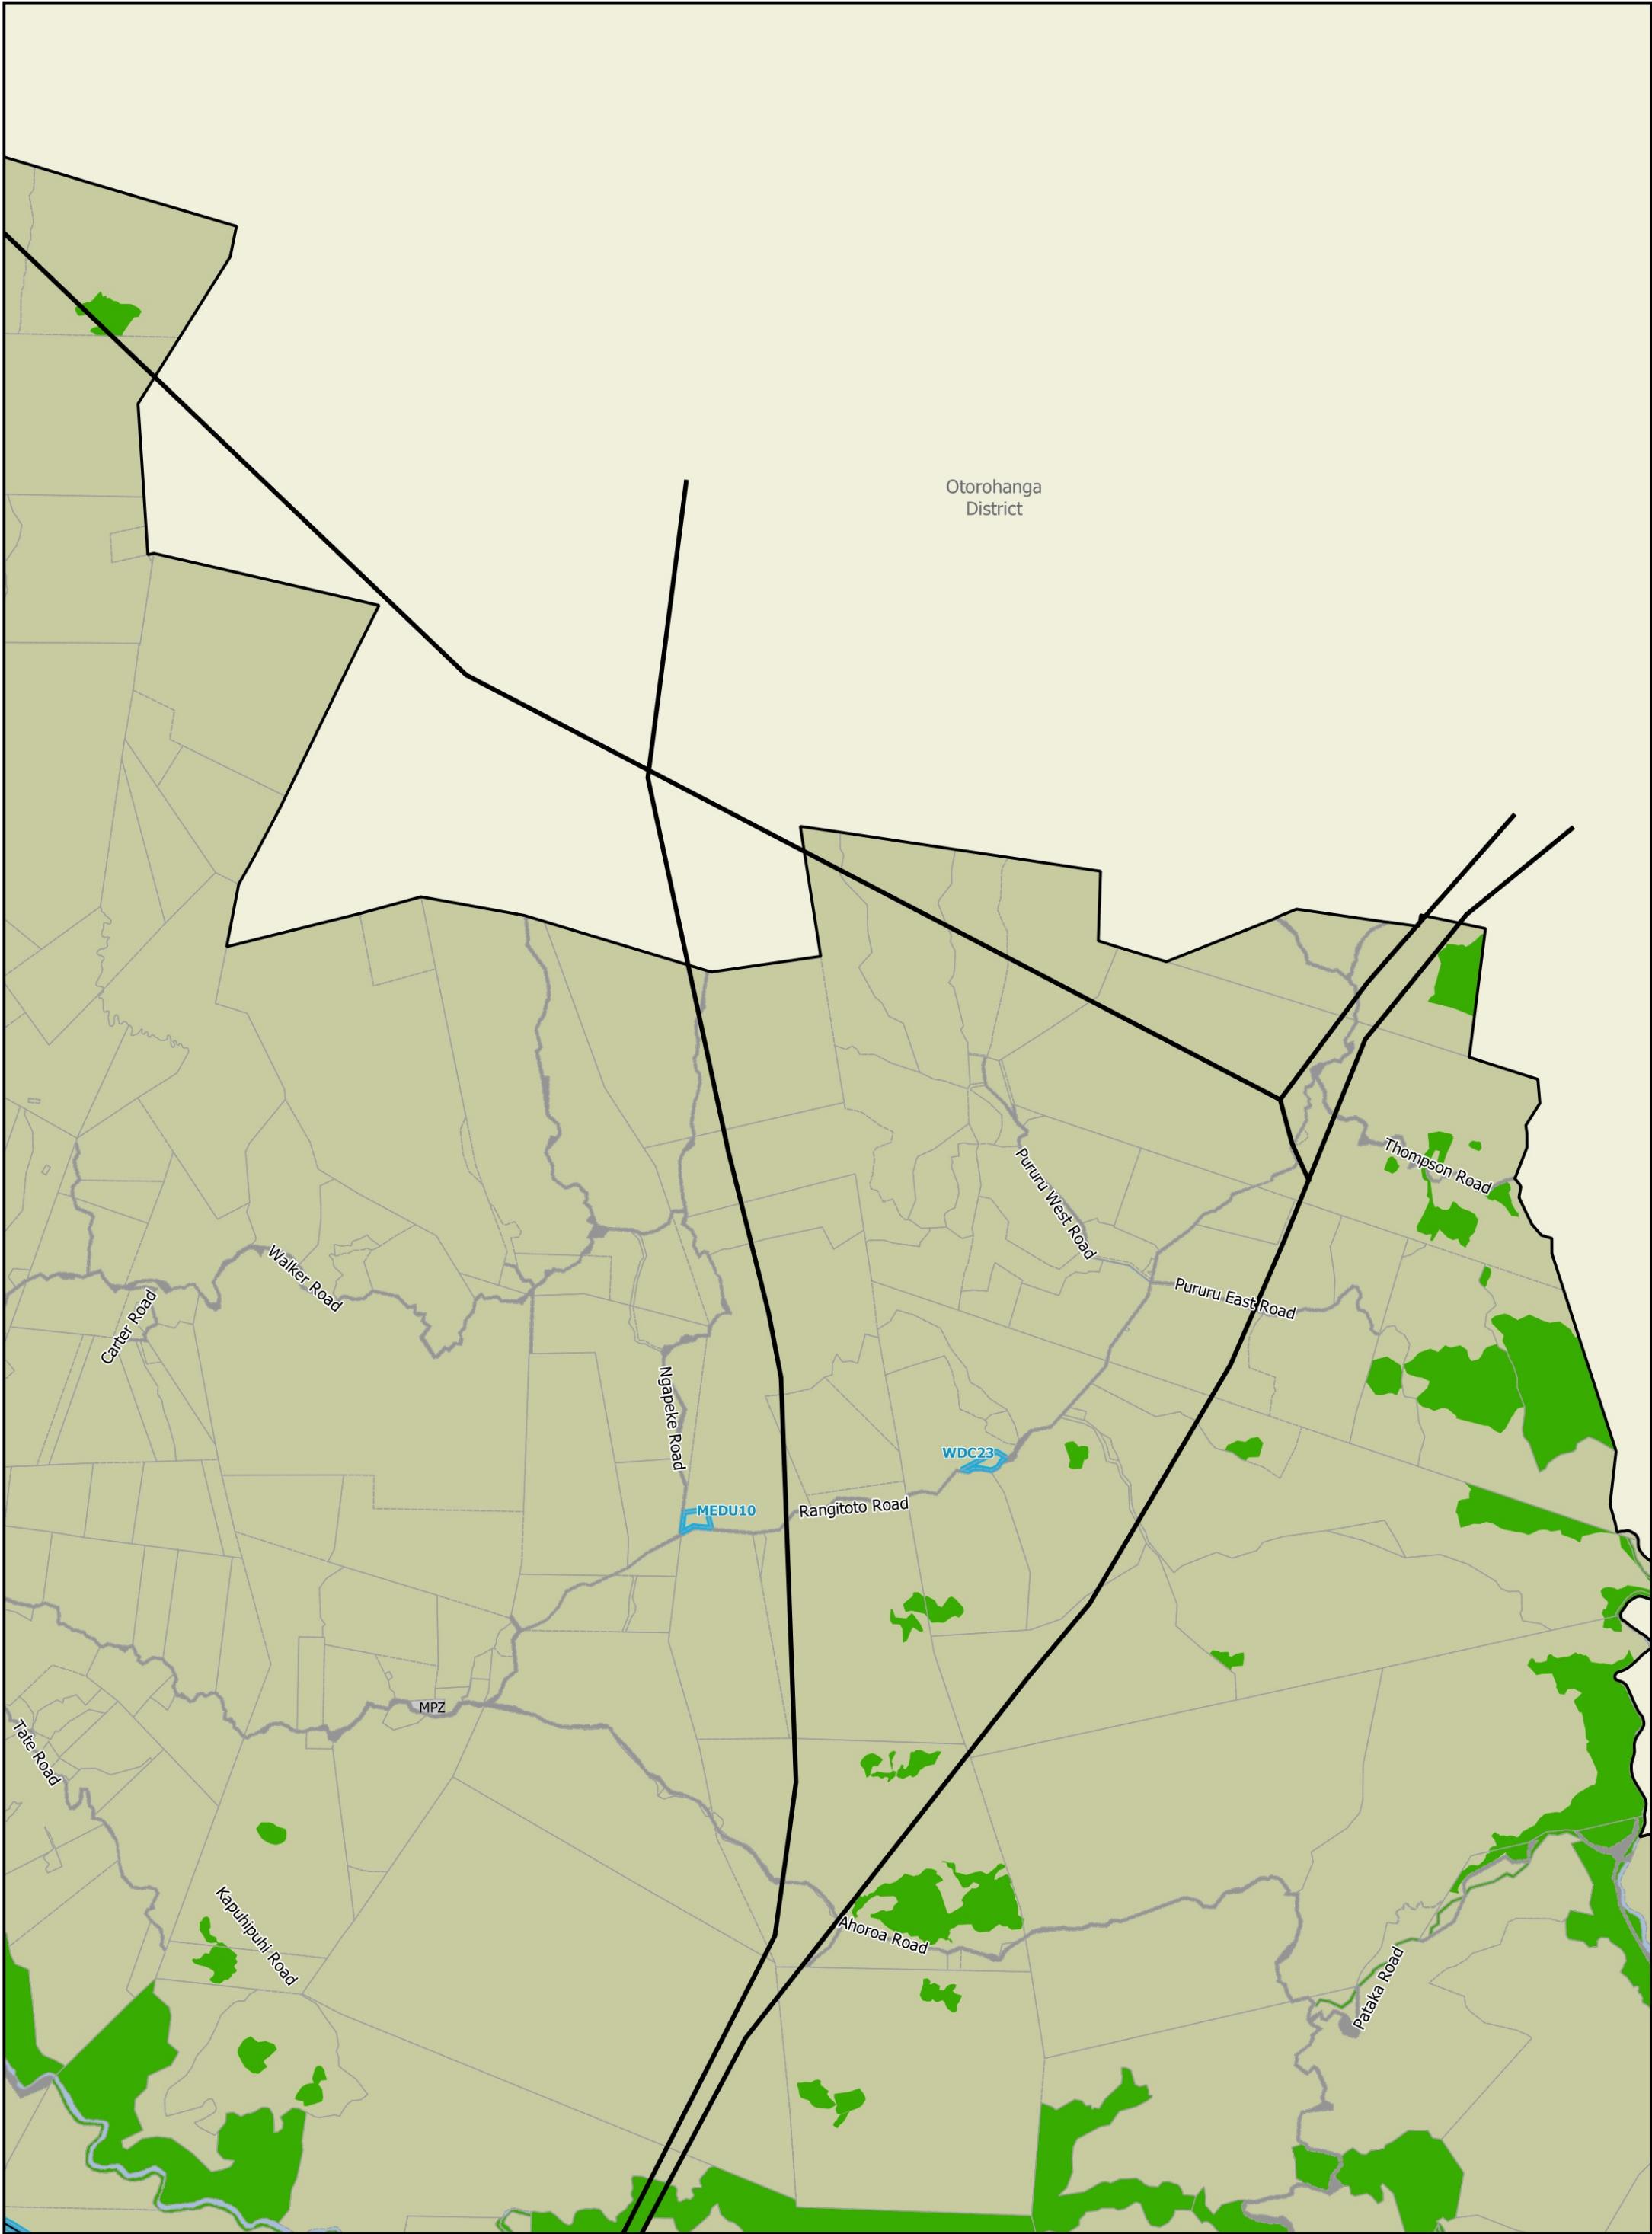 Otorohanga
District
Thompson Road
Pururu West Road
Walker Road
Pururu East Road
Carter Road
Ngapeke Road
WDC23
MEDU10
Rangitoto Road
MPZ
Tate Road
Kapuhipuhi Road
Ahoroa Road
Pataka Road